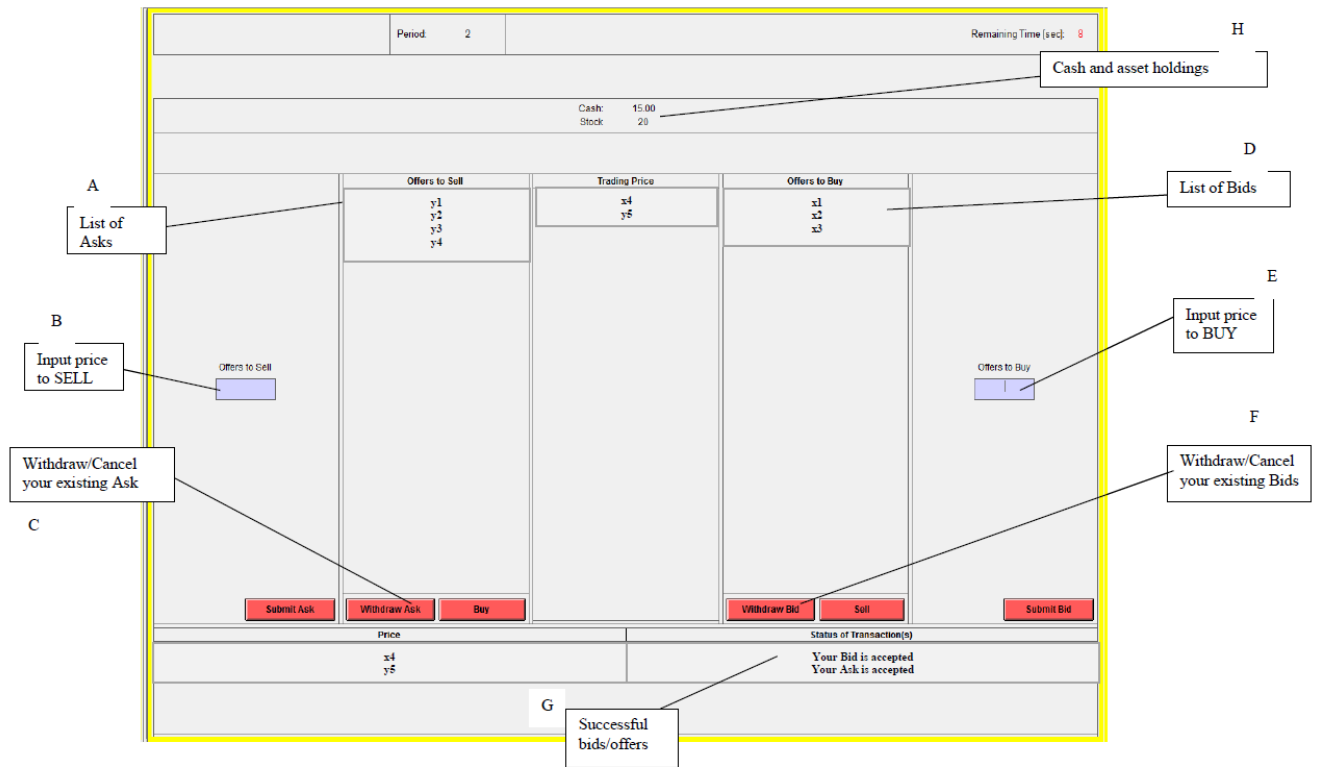 Period: 2
Remaining Time [sec]: 8
H
Cash and asset holdings
Cash: 15.00
Stock 20
D
List of Bids
A
List of
Asks
Offers to Sell
y1
y2
y3
y4
Trading Price
x4
y5
Offers to Buy
x1
x2
x3
E
Input price
to BUY
B
Input price
to SELL
Offers to Sell
Offers to Buy
F
Withdraw/Cancel
your existing Bids
Withdraw/Cancel
your existing Ask
C
Submit Ask
Withdraw Ask
Buy
Withdraw Bid
Sell
Submit Bid
Price
Status of Transaction(s)
x4
y5
Your Bid is accepted
Your Ask is accepted
G
Successful
bids/offers